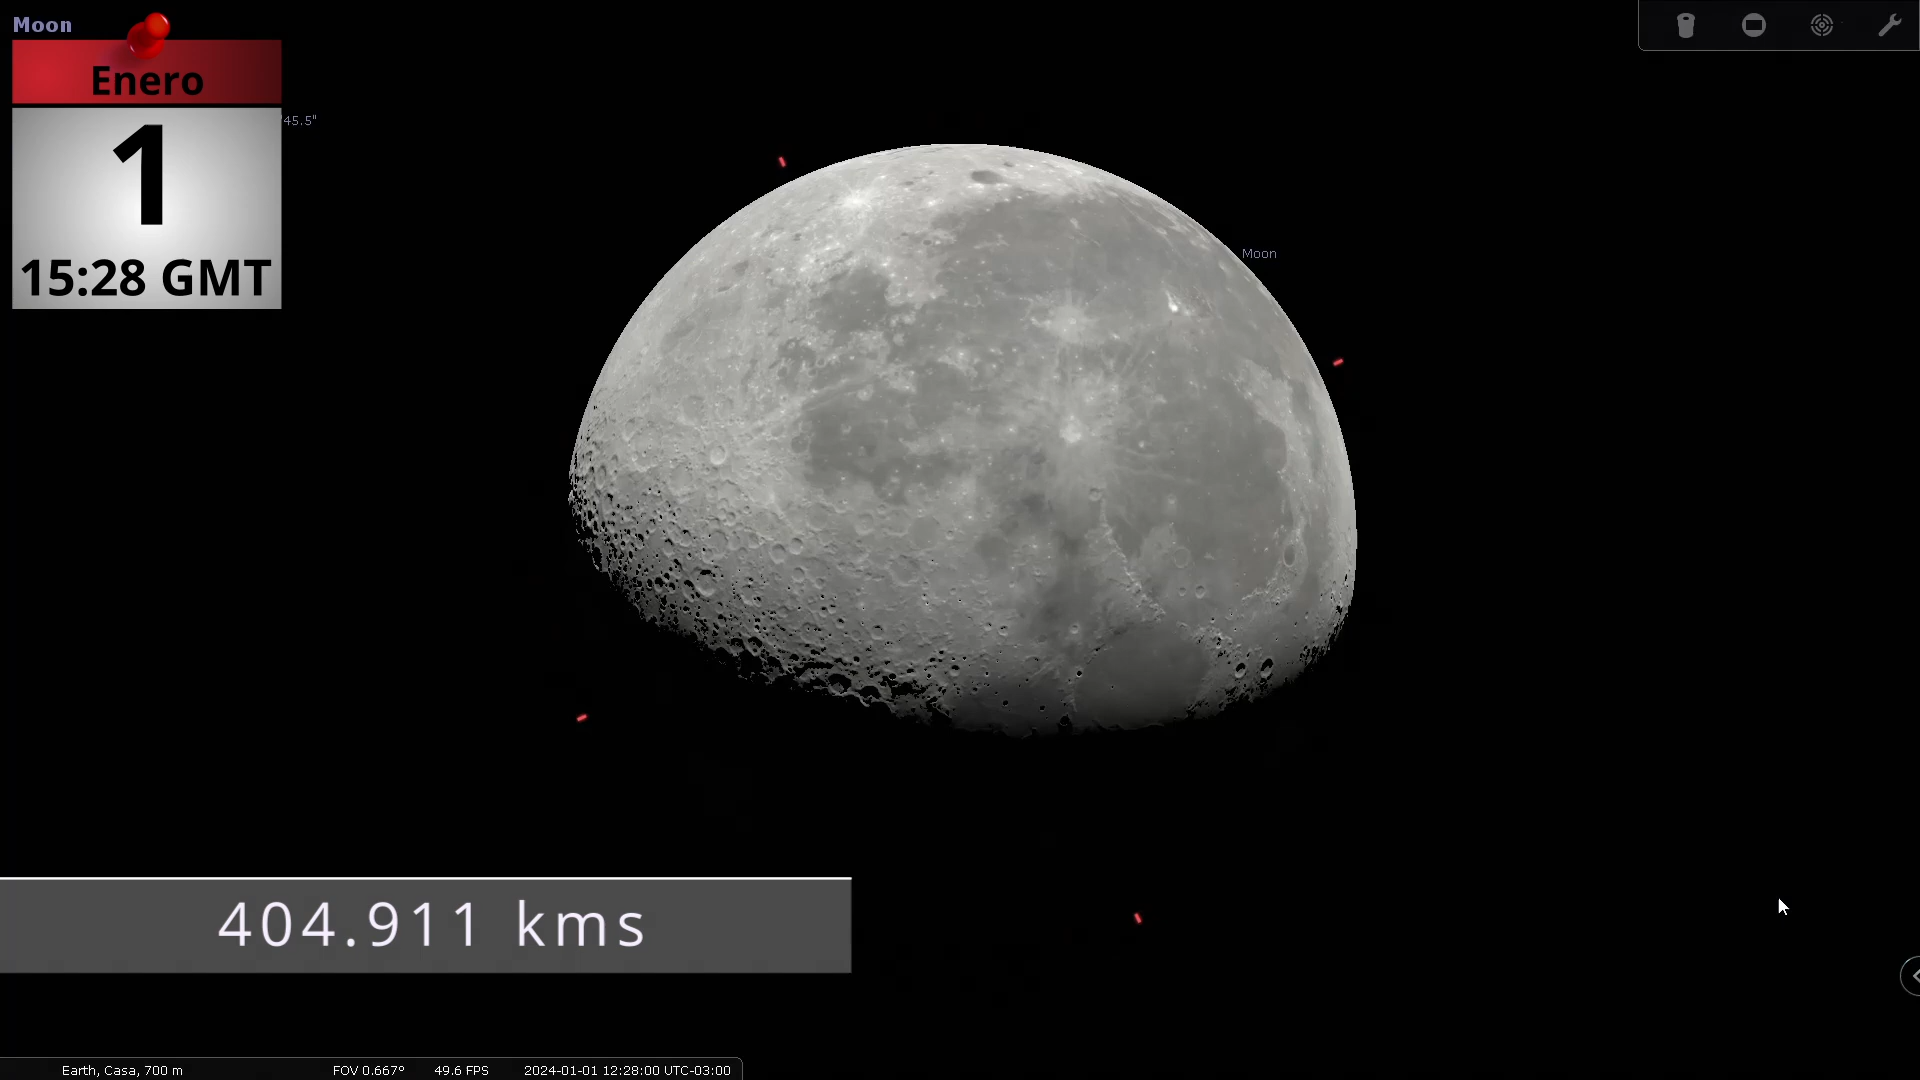 Moon
Enero
1
15:28 GMT
45.5"
Moon
404.911 kms
Earth, Casa, 700 m
FOV 0.667°
49.6 FPS
2024-01-01 12:28:00 UTC-03:00